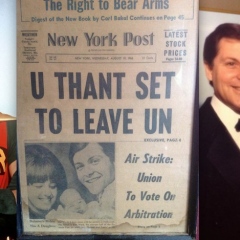 The Right to Bear Arms
Digest of the New Book by Carl Bakal Continues on Page 45
New York Post
LATEST
STOCK
PRICES
U THANT SET
TO LEAVE UN
Air Strike:
Union
To Vote On
Arbitration